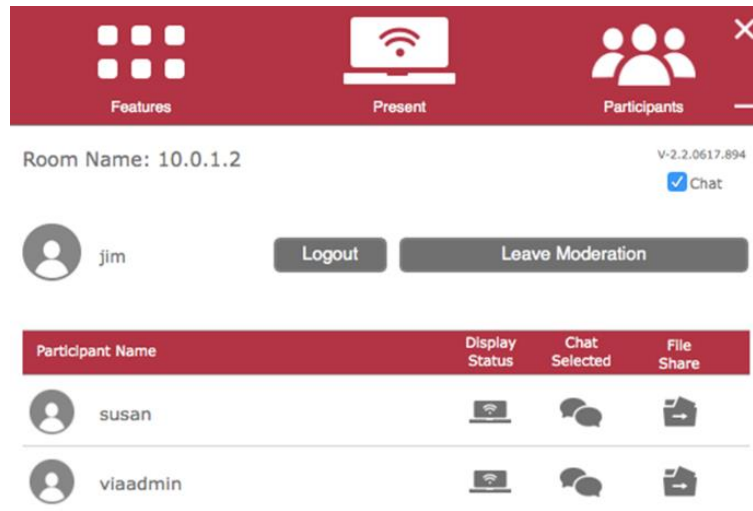 Features Present Participants
Room Name: 10.0.1.2
V-2.2.0617.894
Chat
jim Logout Leave Moderation
Participant Name Display Status Chat Selected File Share
susan
viaadmin